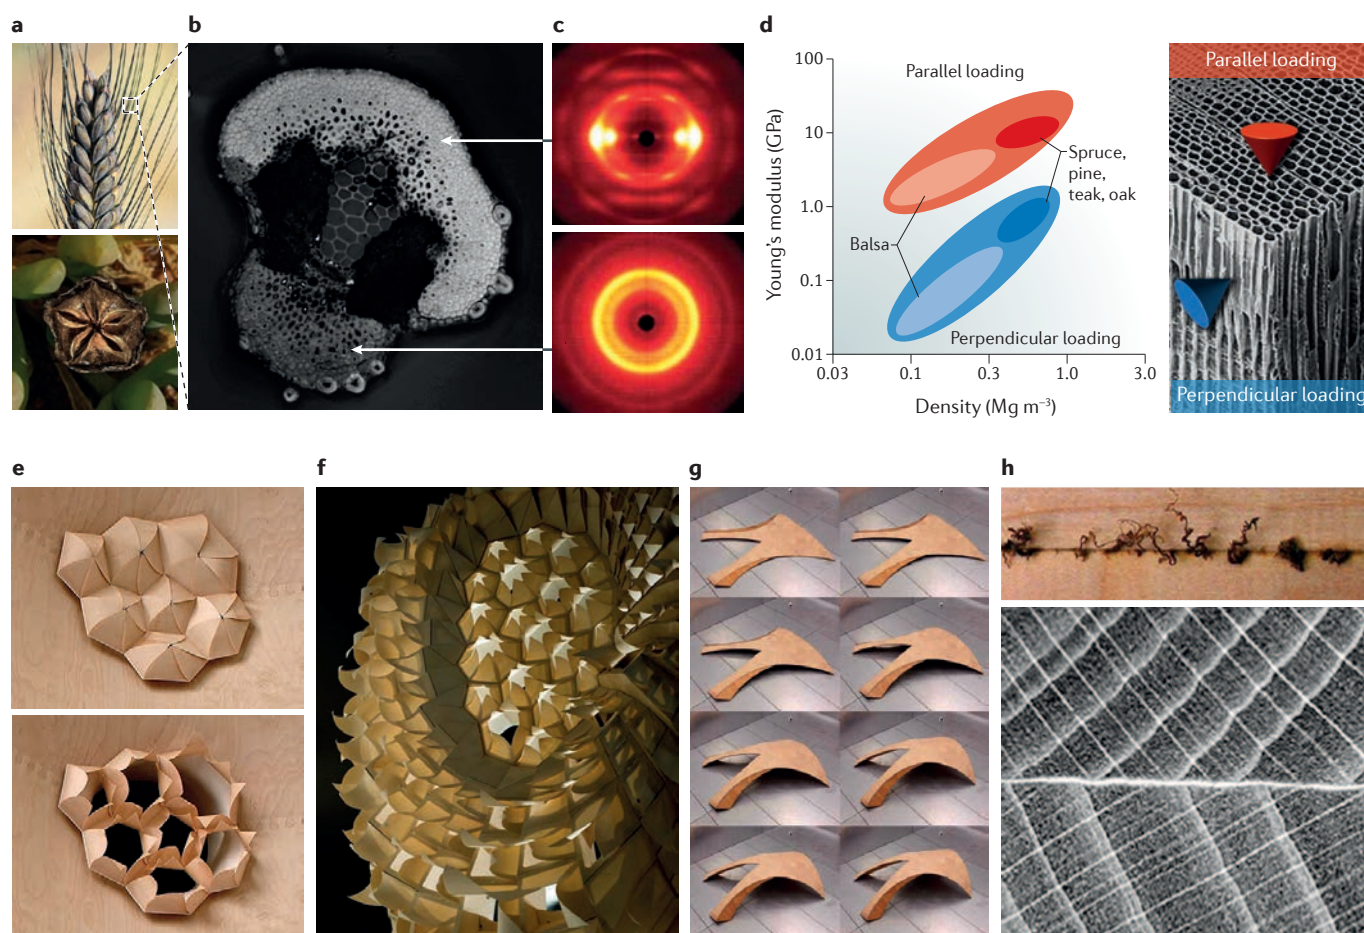 a
b
c
d
100
10
1.0
0.1
0.01
Young's modulus (GPa)
Parallel loading
Spruce,
pine,
teak, oak
Balsa
Perpendicular loading
0.03
0.1
0.3
1.0
3.0
Density (Mg m⁻³)
Parallel loading
Perpendicular loading
e
f
g
h